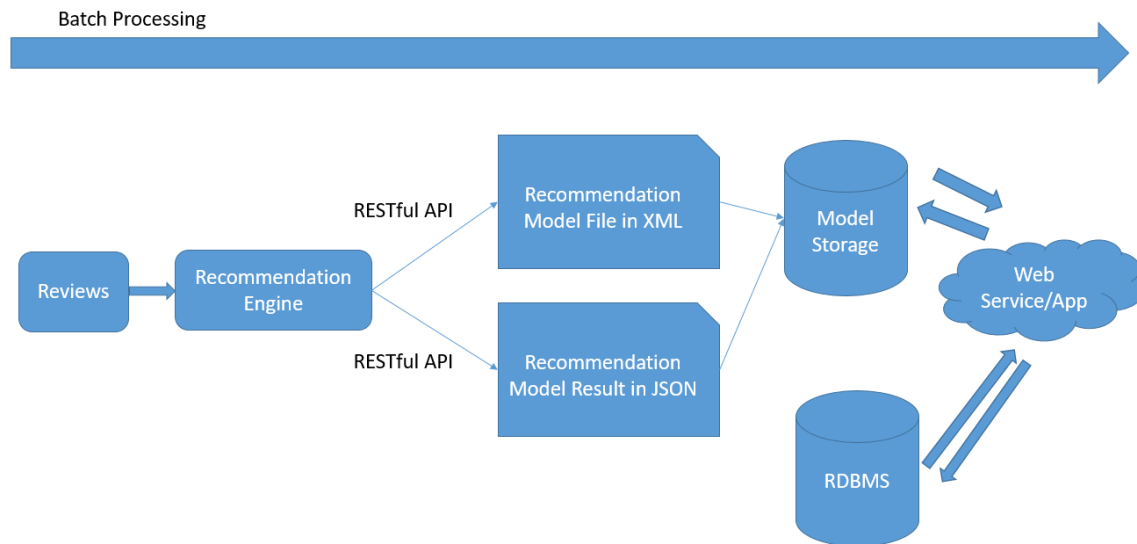 Batch Processing
RESTful API
Recommendation
Model File in XML
Model
Storage
Reviews
Recommendation
Engine
Web
Service/App
RESTful API
Recommendation
Model Result in JSON
RDBMS